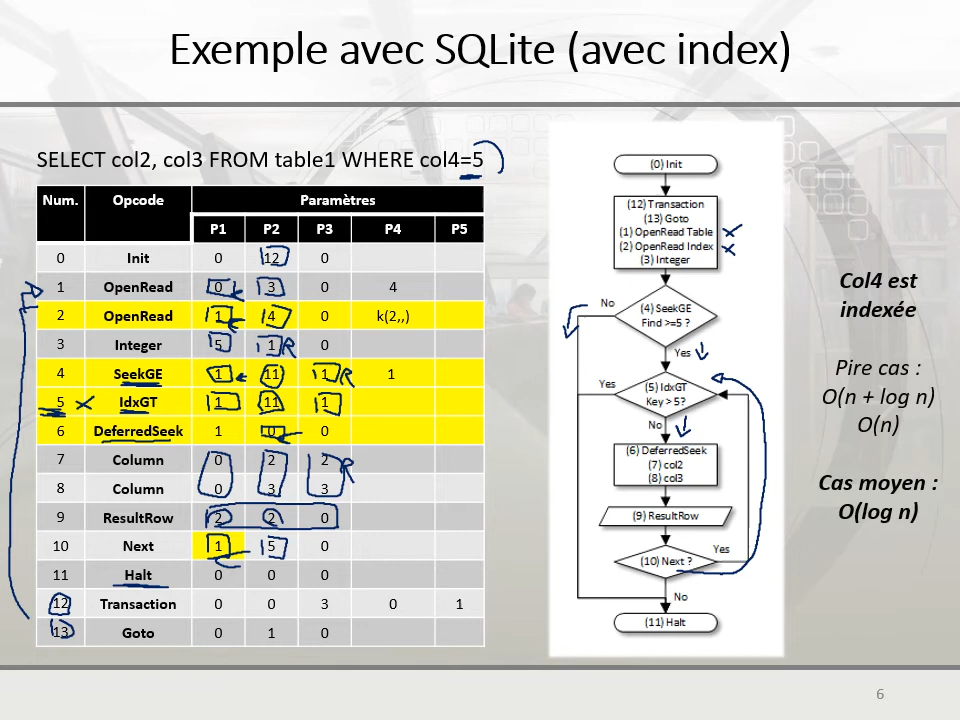 Exemple avec SQLite (avec index)
SELECT col2, col3 FROM table1 WHERE col4=5
Num. Opcode Paramètres
P1 P2 P3 P4 P5
0 Init 0 12 0
1 OpenRead 0 3 0 4
2 OpenRead 1 4 0 k(2,,)
3 Integer 5 1 R 0
4 SeekGE 1 11 1 R 1
5 IdxGT 1 11 1
6 DeferredSeek 1 0 0
7 Column 0 2 2 R
8 Column 0 3 3
9 ResultRow 2 2 0
10 Next 1 5 0
11 Halt 0 0 0
12 Transaction 0 0 3 0 1
13 Goto 0 1 0
(0) Init
(12) Transaction
(13) Goto
(1) OpenRead Table
(2) OpenRead Index
(3) Integer
No
(4) SeekGE
Find >=5 ?
Yes
Yes
(5) IdxGT
Key > 5?
No
(6) DeferredSeek
(7) col2
(8) col3
(9) ResultRow
(10) Next ?
Yes
No
(11) Halt
Col4 est
indexée
Pire cas :
O(n + log n)
O(n)
Cas moyen :
O(log n)
6